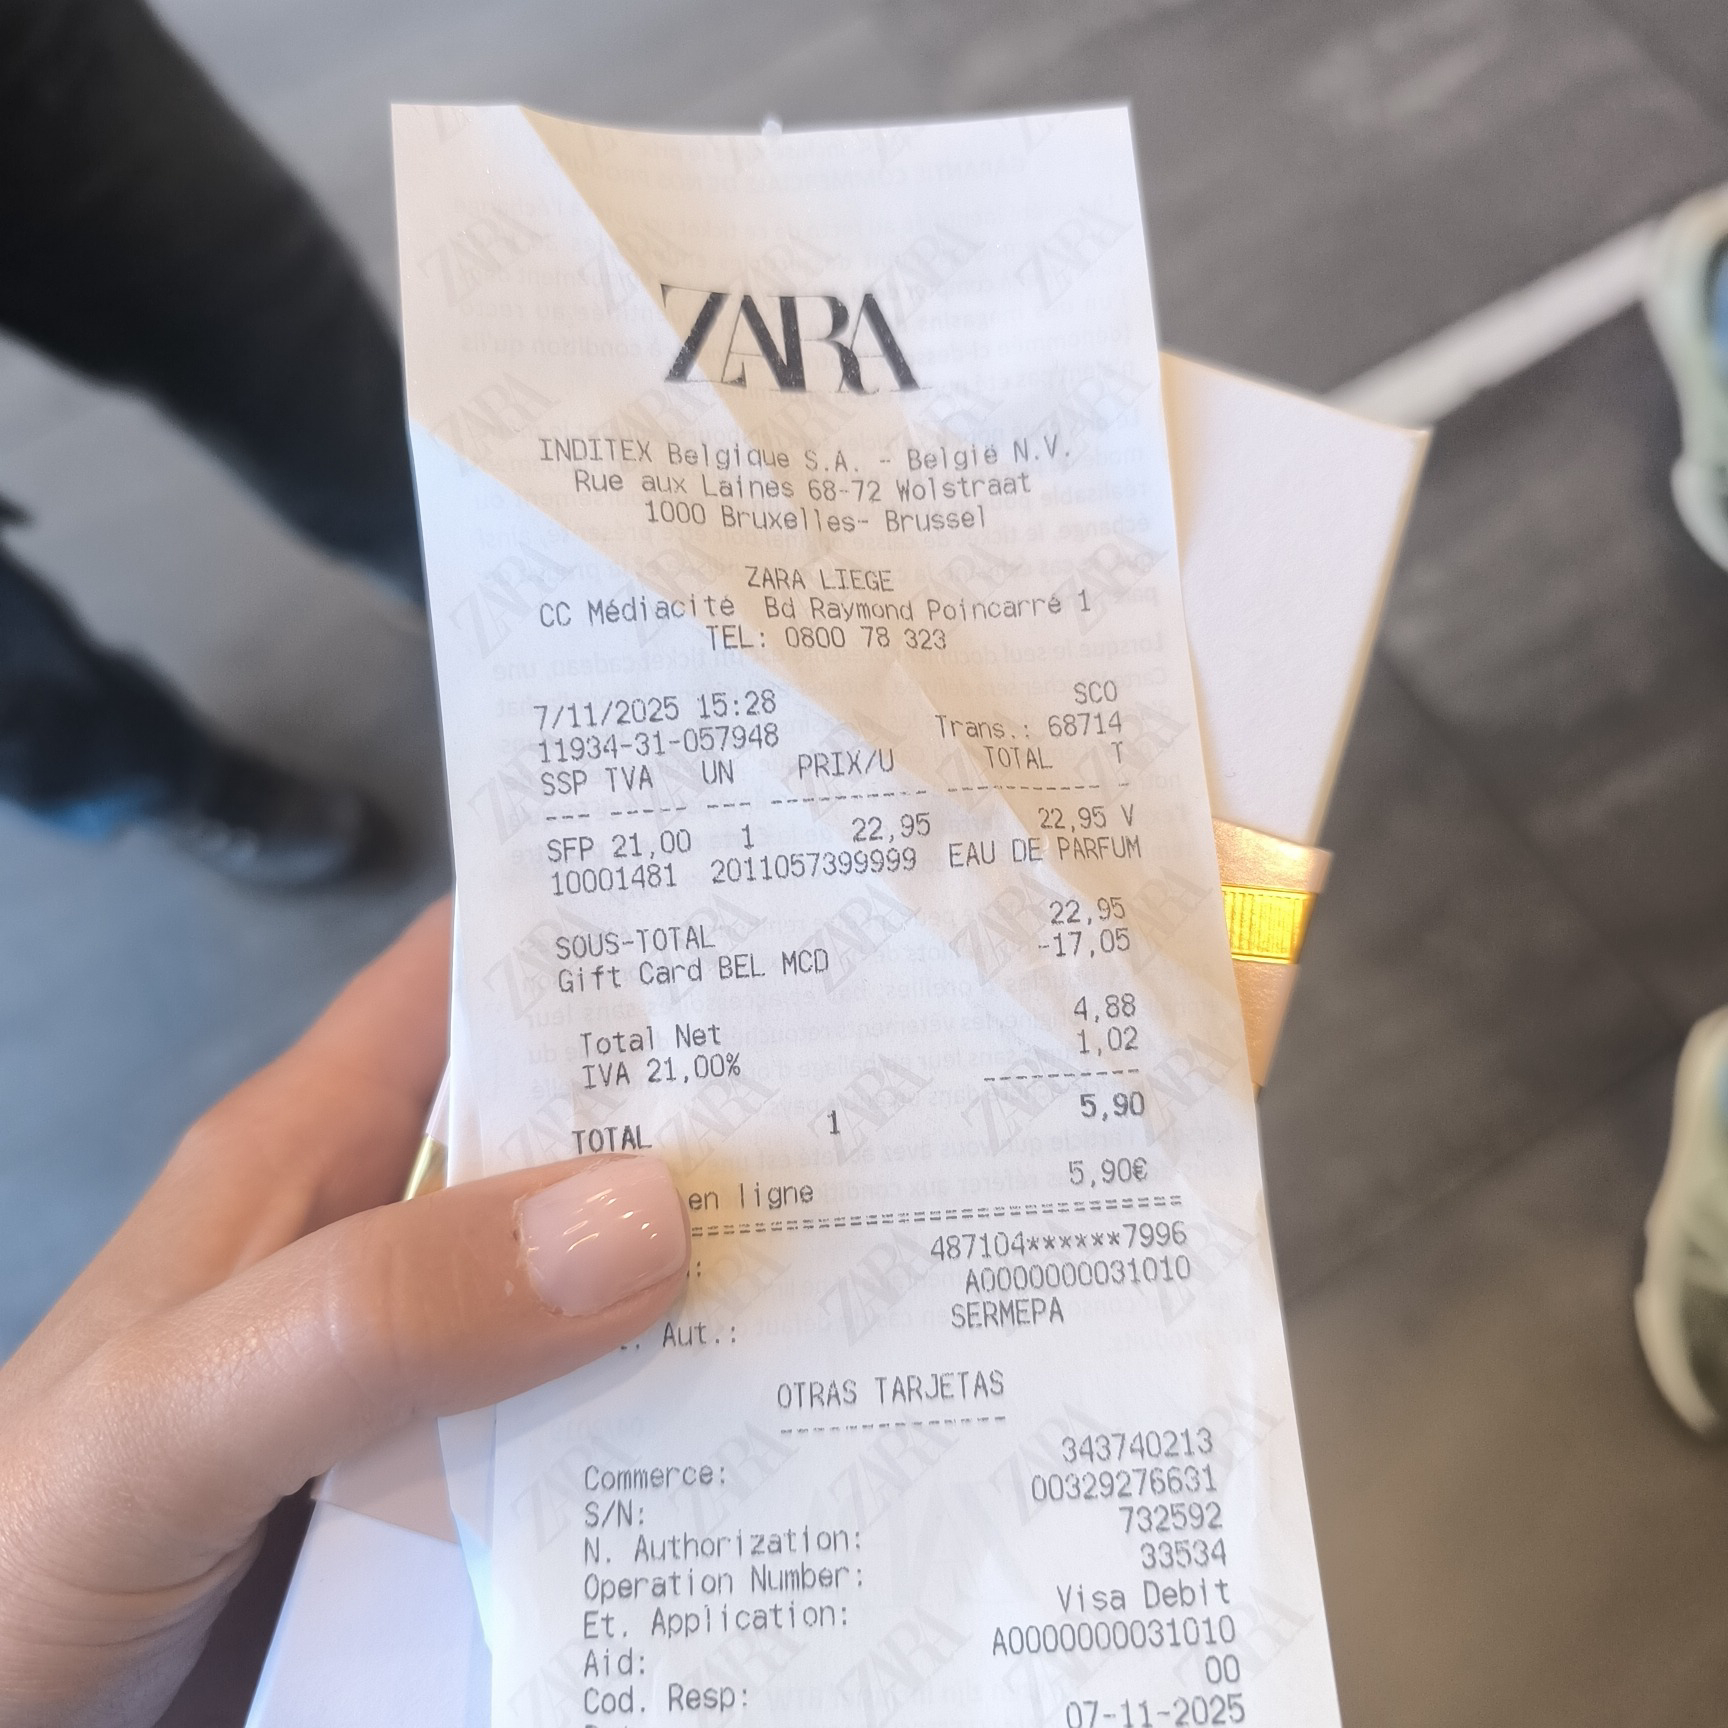 ZARA
INDITEX Belgique S.A. - België N.V.
Rue aux Laines 68-72 Wolstraat
1000 Bruxelles- Brussel
ZARA LIEGE
CC Médiacité Bd Raymond Poincarré 1
TEL: 0800 78 323
7/11/2025 15:28 SCO
11934-31-057948 Trans.: 68714
SSP TVA UN PRIX/U TOTAL T
--- ----- --- ---------- ---------- -
SFP 21,00 1 22,95 22,95 V
10001481 2011057399999 EAU DE PARFUM
SOUS-TOTAL 22,95
Gift Card BEL MCD -17,05
Total Net 4,88
IVA 21,00% 1,02
----------
TOTAL 1 5,90
en ligne 5,90€
487104******7996
A0000000031010
Aut.: SERMEPA
OTRAS TARJETAS
Commerce: 343740213
S/N: 00329276631
N. Authorization: 732592
Operation Number: 33534
Et. Application: Visa Debit
Aid: A0000000031010
Cod. Resp: 00
07-11-2025